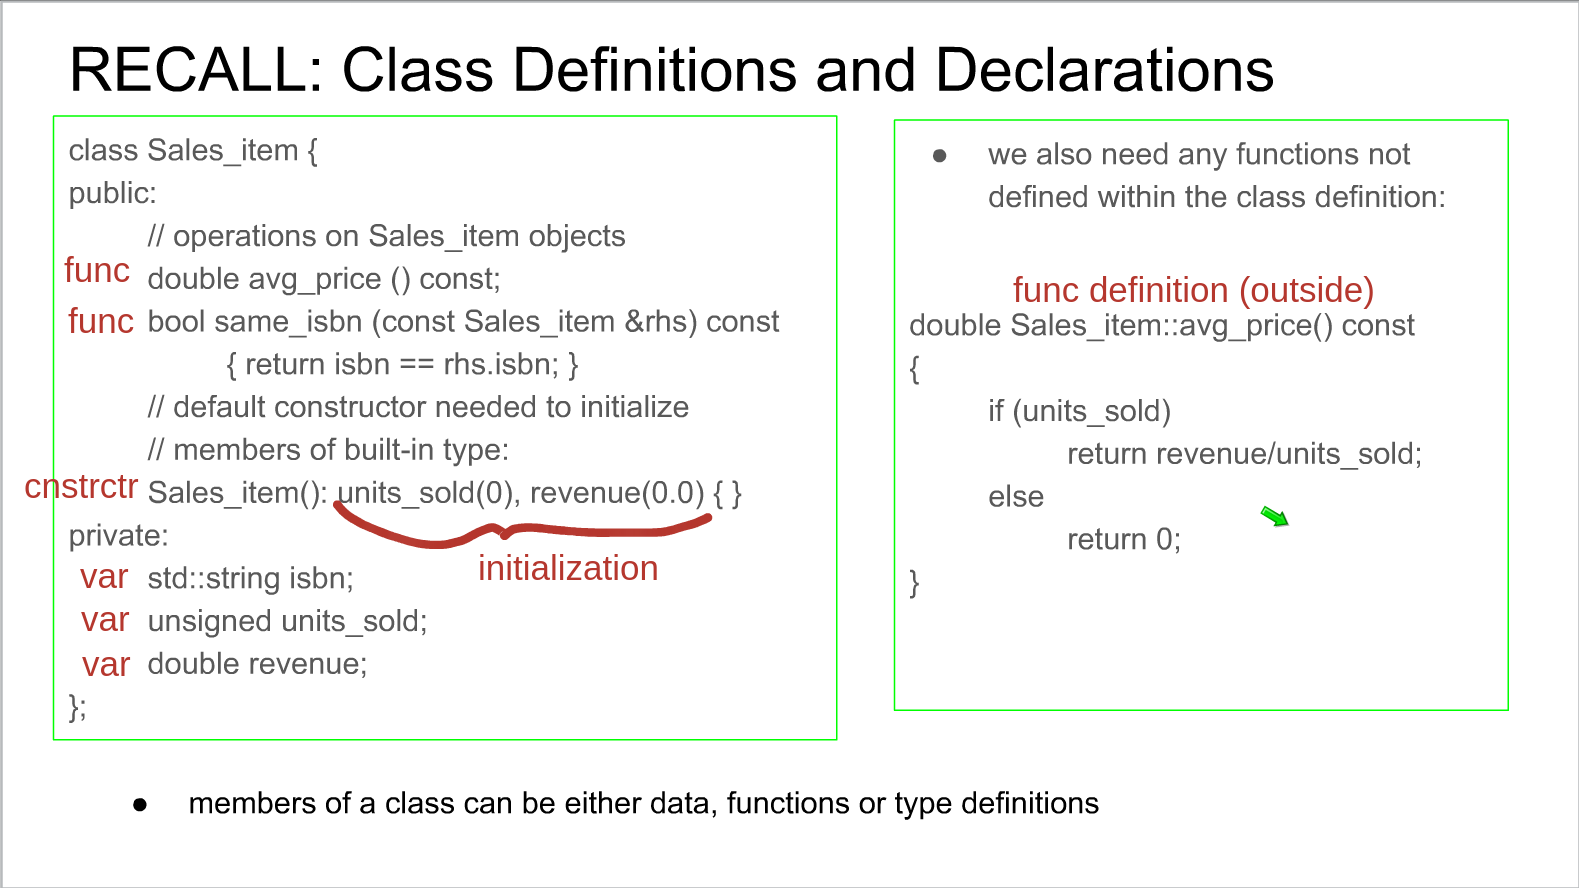 RECALL: Class Definitions and Declarations
class Sales_item {
public:
// operations on Sales_item objects
func double avg_price () const;
func bool same_isbn (const Sales_item &rhs) const
{ return isbn == rhs.isbn; }
// default constructor needed to initialize
// members of built-in type:
cnstrctr Sales_item(): units_sold(0), revenue(0.0) { }
private:
initialization
var std::string isbn;
var unsigned units_sold;
var double revenue;
};
● we also need any functions not
defined within the class definition:
func definition (outside)
double Sales_item::avg_price() const
{
if (units_sold)
return revenue/units_sold;
else
return 0;
}
● members of a class can be either data, functions or type definitions